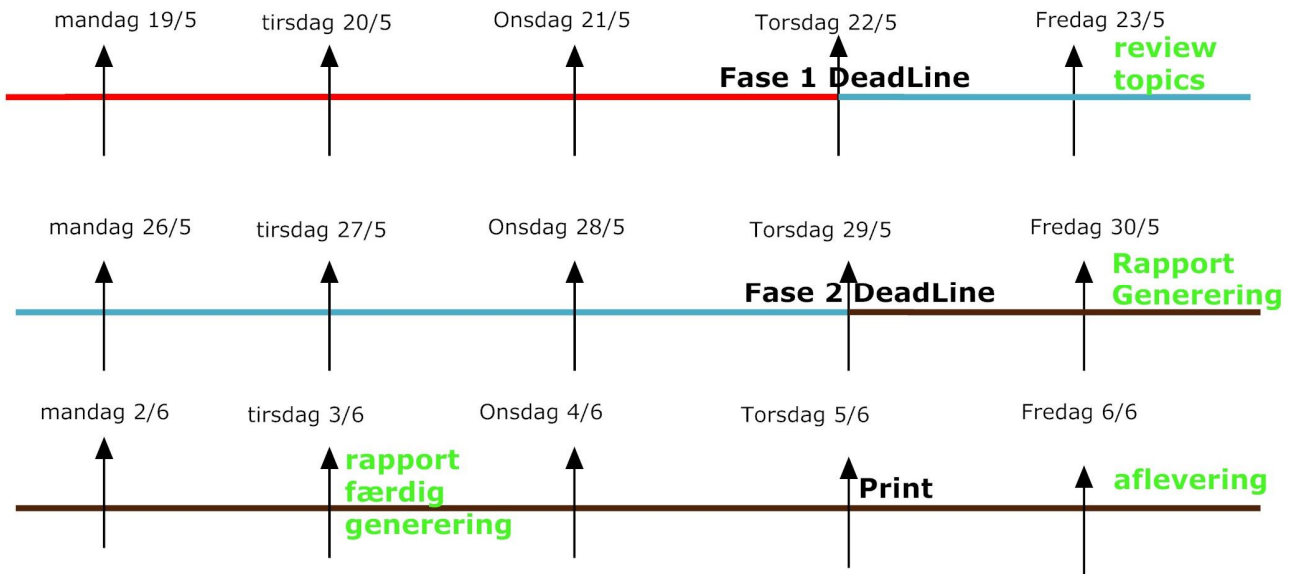 mandag 19/5 tirsdag 20/5 Onsdag 21/5 Torsdag 22/5 Fredag 23/5
Fase 1 DeadLine
review
topics
mandag 26/5 tirsdag 27/5 Onsdag 28/5 Torsdag 29/5 Fredag 30/5
Fase 2 DeadLine
Rapport
Generering
mandag 2/6 tirsdag 3/6 Onsdag 4/6 Torsdag 5/6 Fredag 6/6
rapport
færdig
generering
Print
aflevering